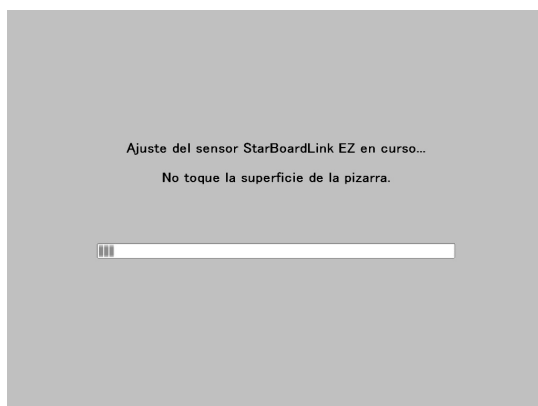 Ajuste del sensor StarBoardLink EZ en curso...
No toque la superficie de la pizarra.